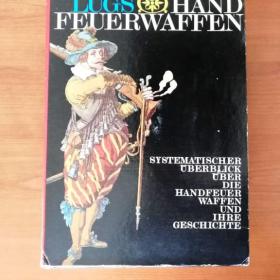 LUGS HAND
FEUERWAFFEN
SYSTEMATISCHER
ÜBERBLICK
ÜBER
DIE
HANDFEUER
WAFFEN
UND
IHRE
GESCHICHTE